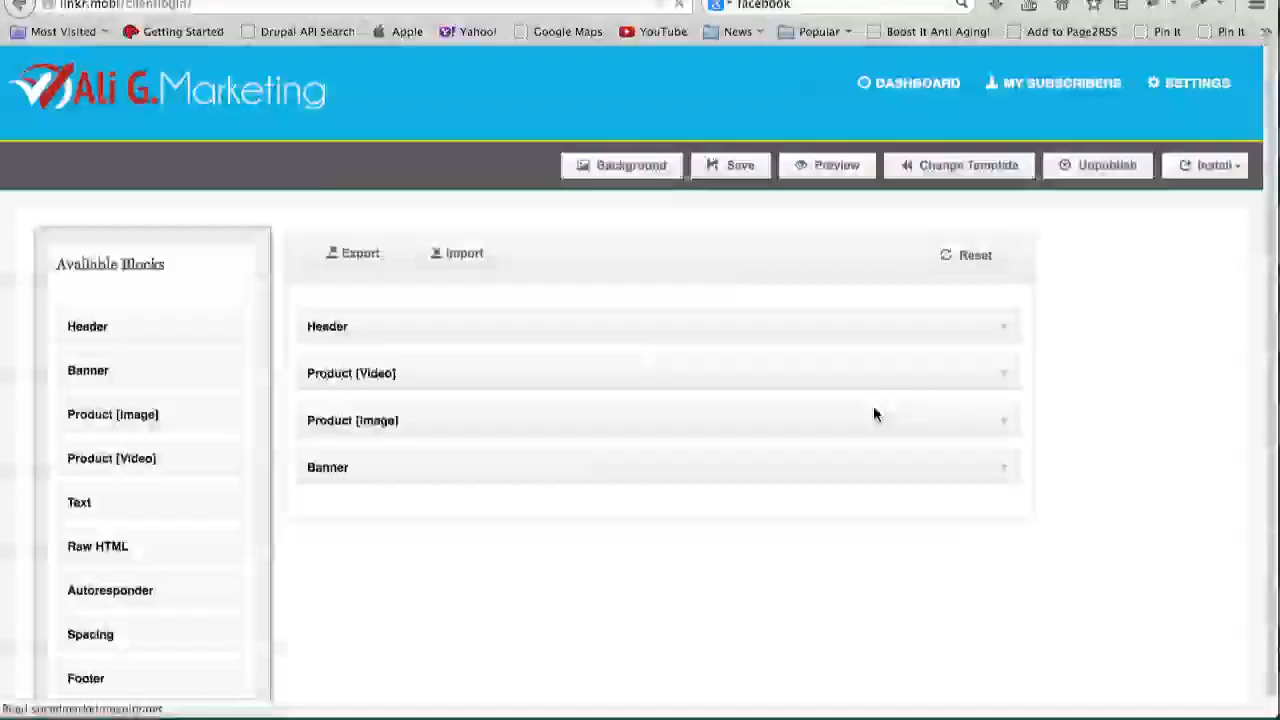 linkr.mobi/clientlogin/
facebook
Most Visited Getting Started Drupal API Search Apple Yahoo! Google Maps YouTube News Popular Boost It Anti Aging! Add to Page2RSS Pin It Pin It
Ali G.Marketing
DASHBOARD MY SUBSCRIBERS SETTINGS
Background Save Preview Change Template Unpublish Install
Available Blocks
Export Import Reset
Header
Banner
Product [Image]
Product [Video]
Text
Raw HTML
Autoresponder
Spacing
Footer
Header
Product [Video]
Product [Image]
Banner